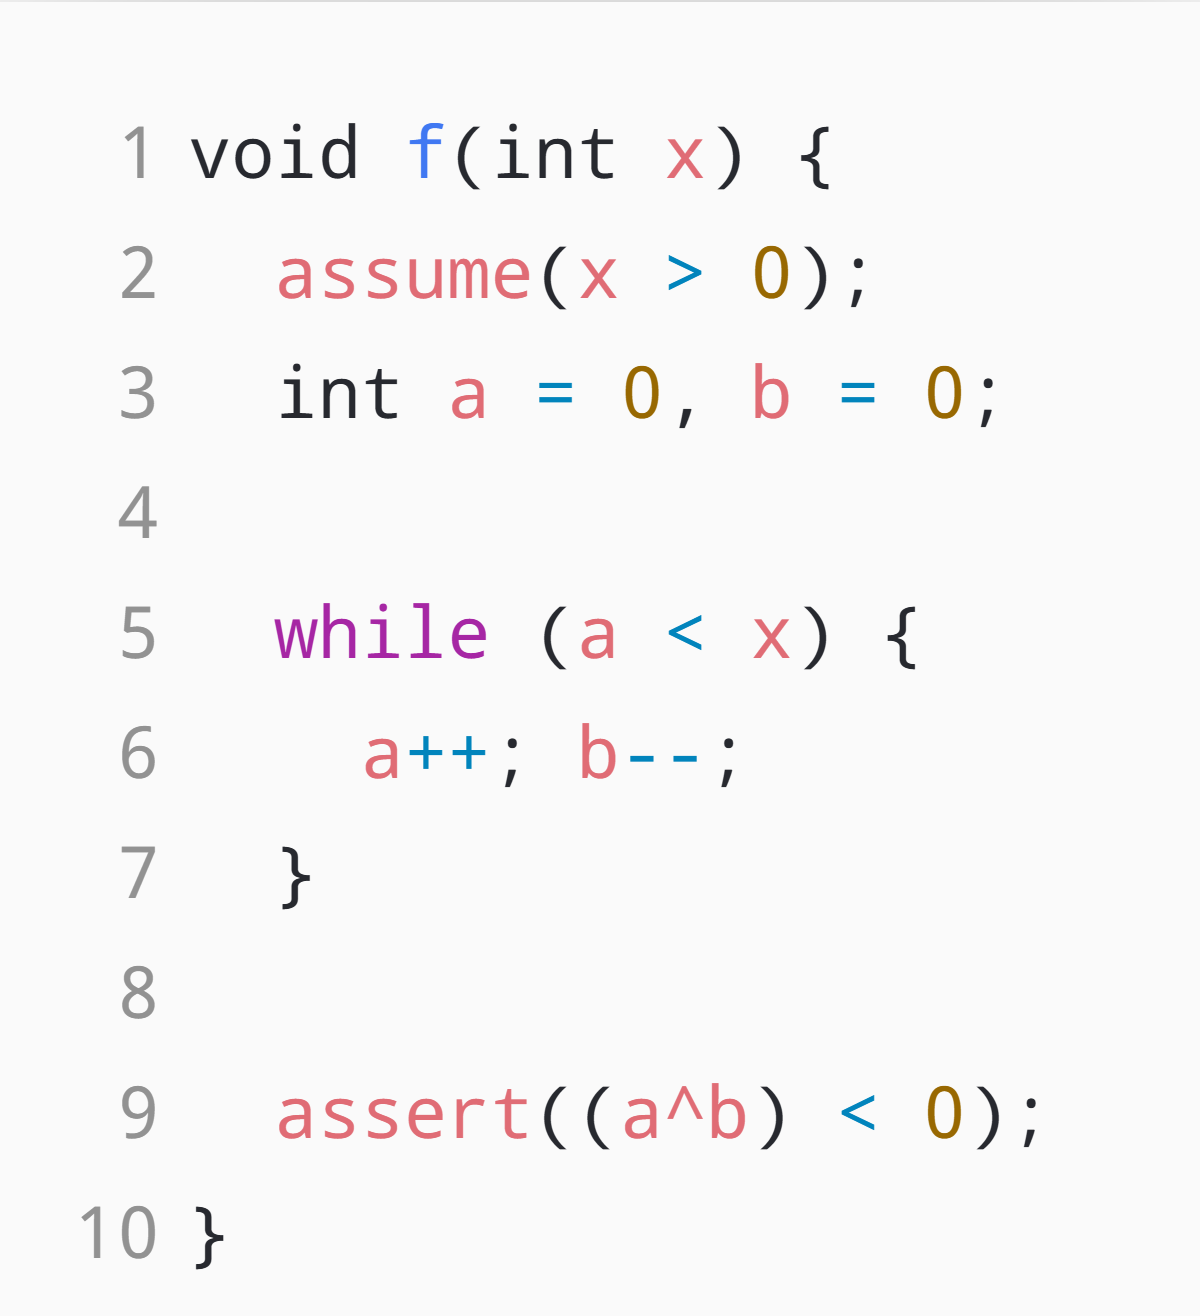 1 void f(int x) {
2   assume(x > 0);
3   int a = 0, b = 0;
4
5   while (a < x) {
6     a++; b--;
7   }
8
9   assert((a^b) < 0);
10 }